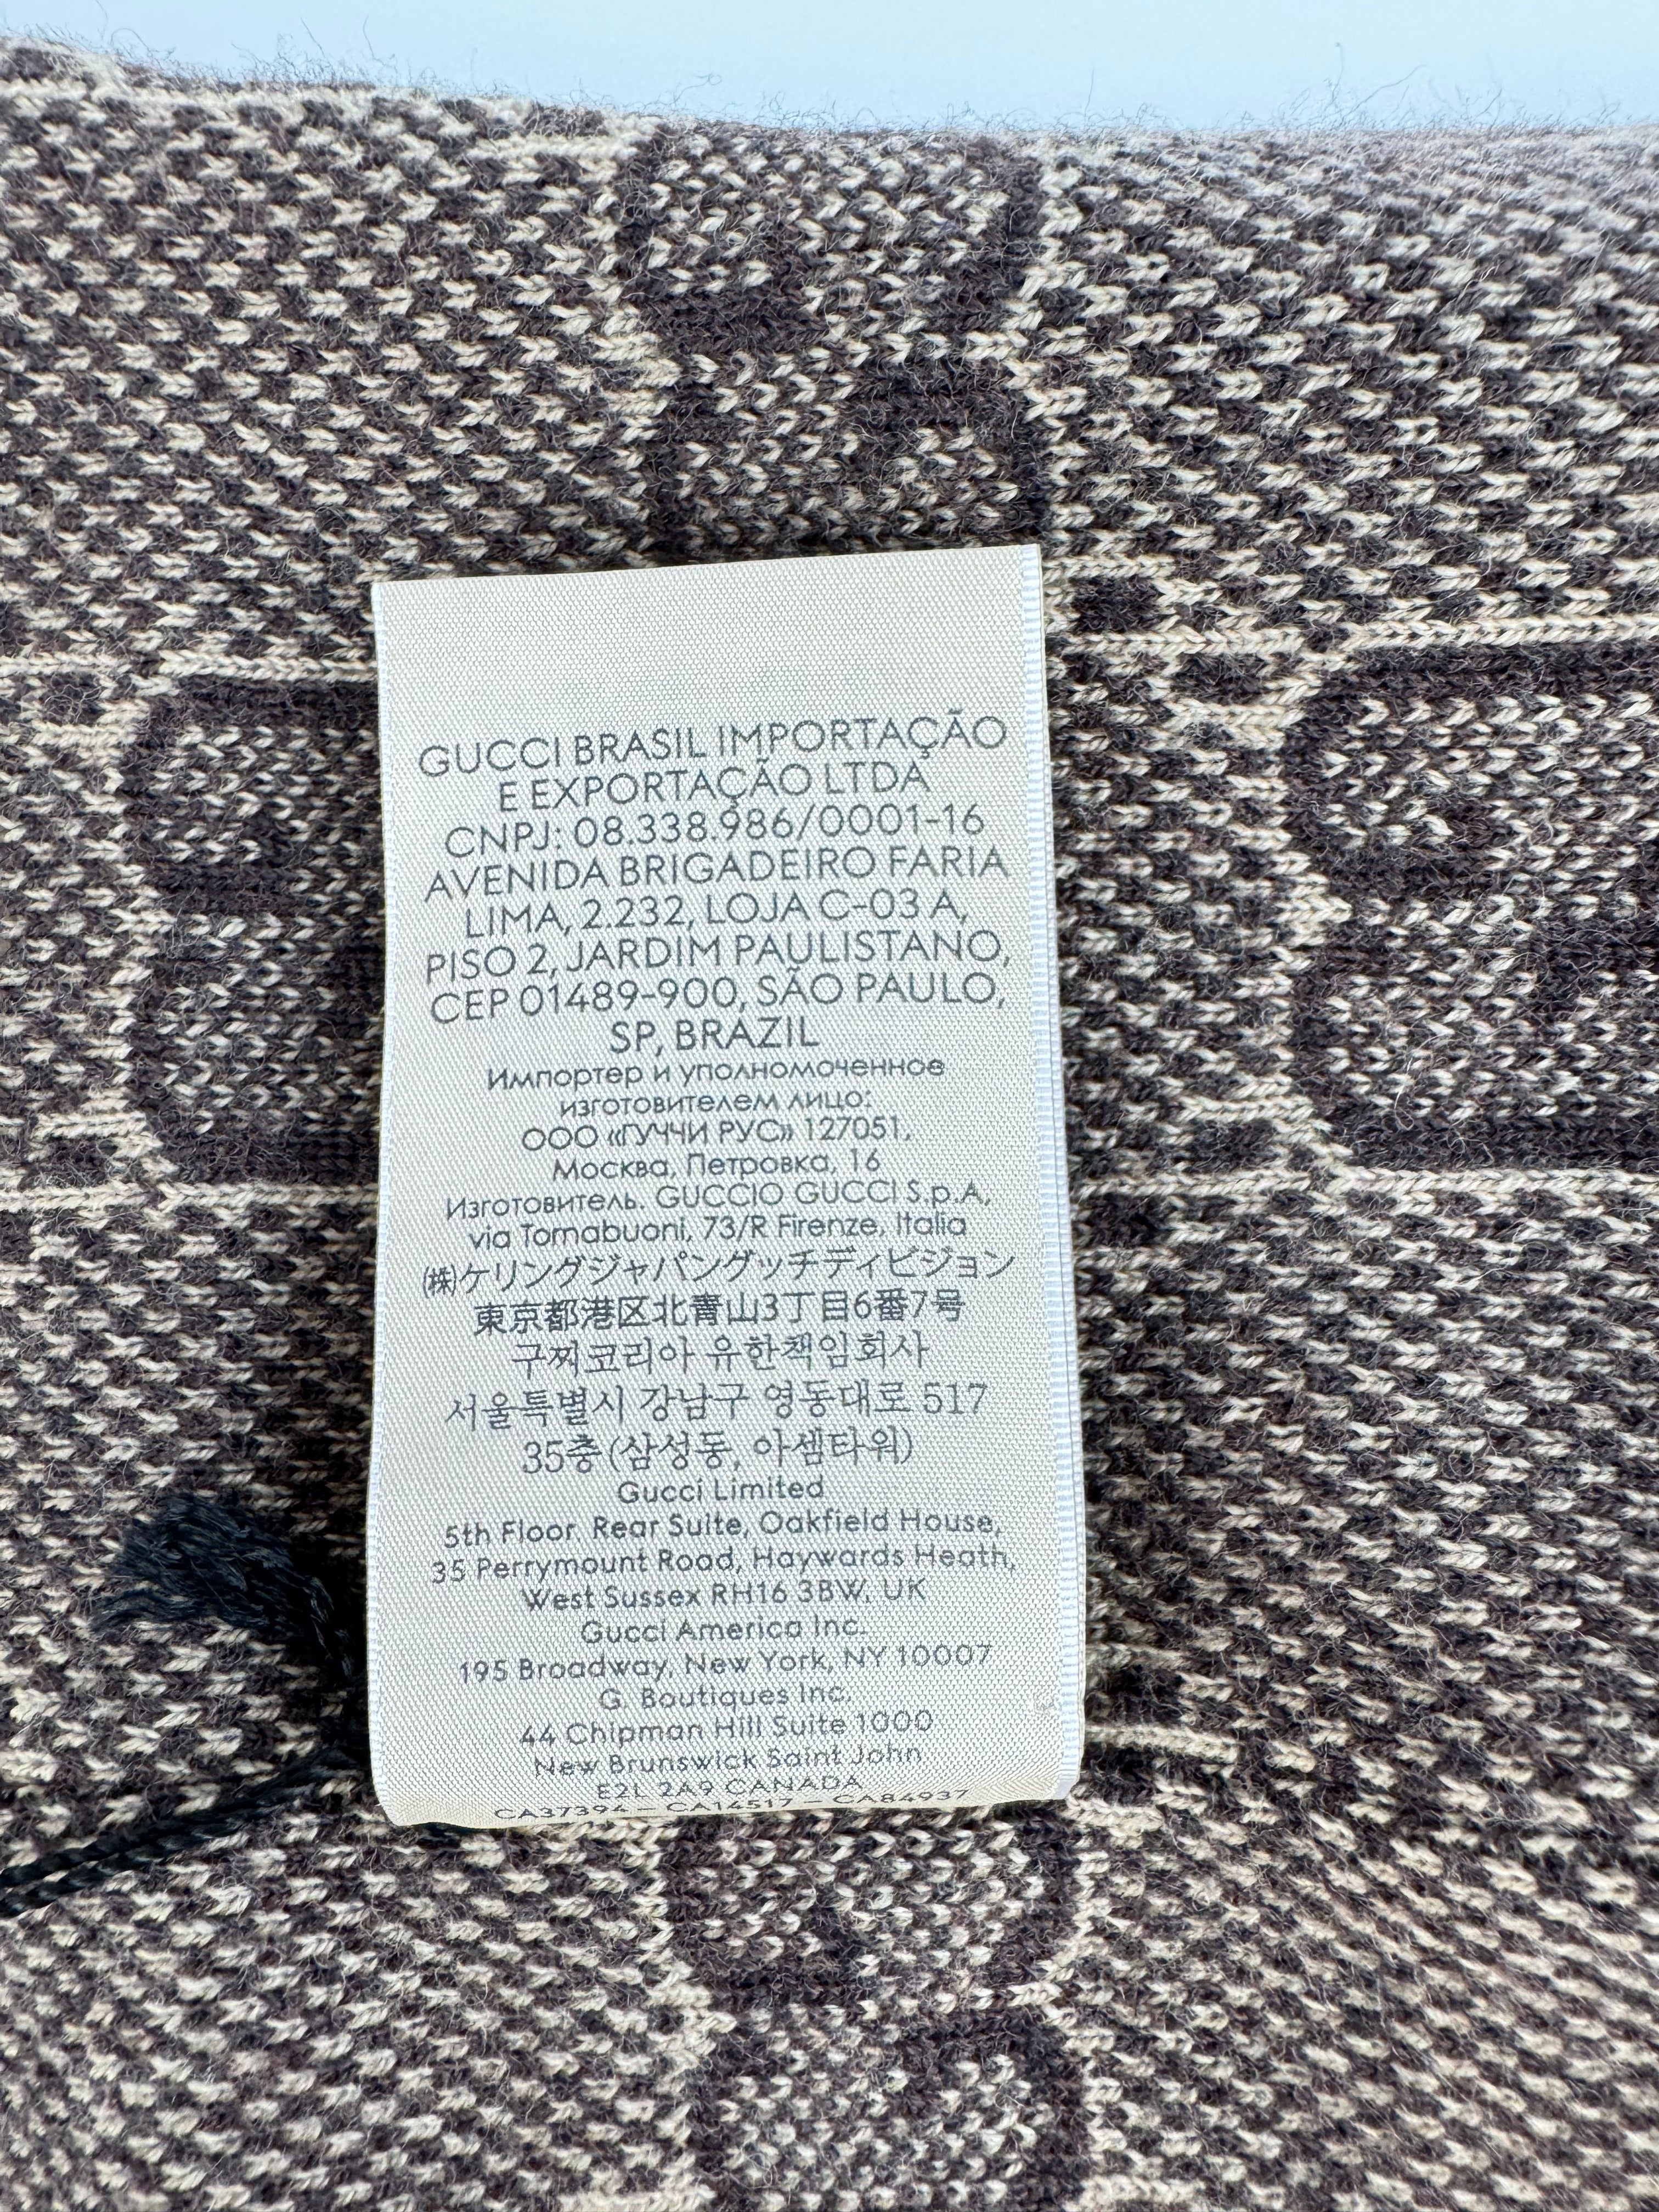 GUCCI BRASIL IMPORTAÇÃO
E EXPORTAÇÃO LTDA
CNPJ: 08.338.986/0001-16
AVENIDA BRIGADEIRO FARIA
LIMA, 2.232, LOJA C-03 A,
PISO 2, JARDIM PAULISTANO,
CEP 01489-900, SÃO PAULO,
SP, BRAZIL
Импортер и уполномоченное
изготовителем лицо:
ООО «ГУЧЧИ РУС» 127051,
Москва, Петровка, 16
Изготовитель. GUCCIO GUCCI S.p.A,
via Tornabuoni, 73/R Firenze, Italia
(株)ケリングジャパングッチディビジョン
東京都港区北青山3丁目6番7号
구찌코리아 유한책임회사
서울특별시 강남구 영동대로 517
35층(삼성동, 아셈타워)
Gucci Limited
5th Floor Rear Suite, Oakfield House,
35 Perrymount Road, Haywards Heath,
West Sussex RH16 3BW, UK
Gucci America Inc.
195 Broadway, New York, NY 10007
G. Boutiques Inc.
44 Chipman Hill Suite 1000
New Brunswick Saint John
E2L 2A9 CANADA
CA37394 - CA14517 - CA84937